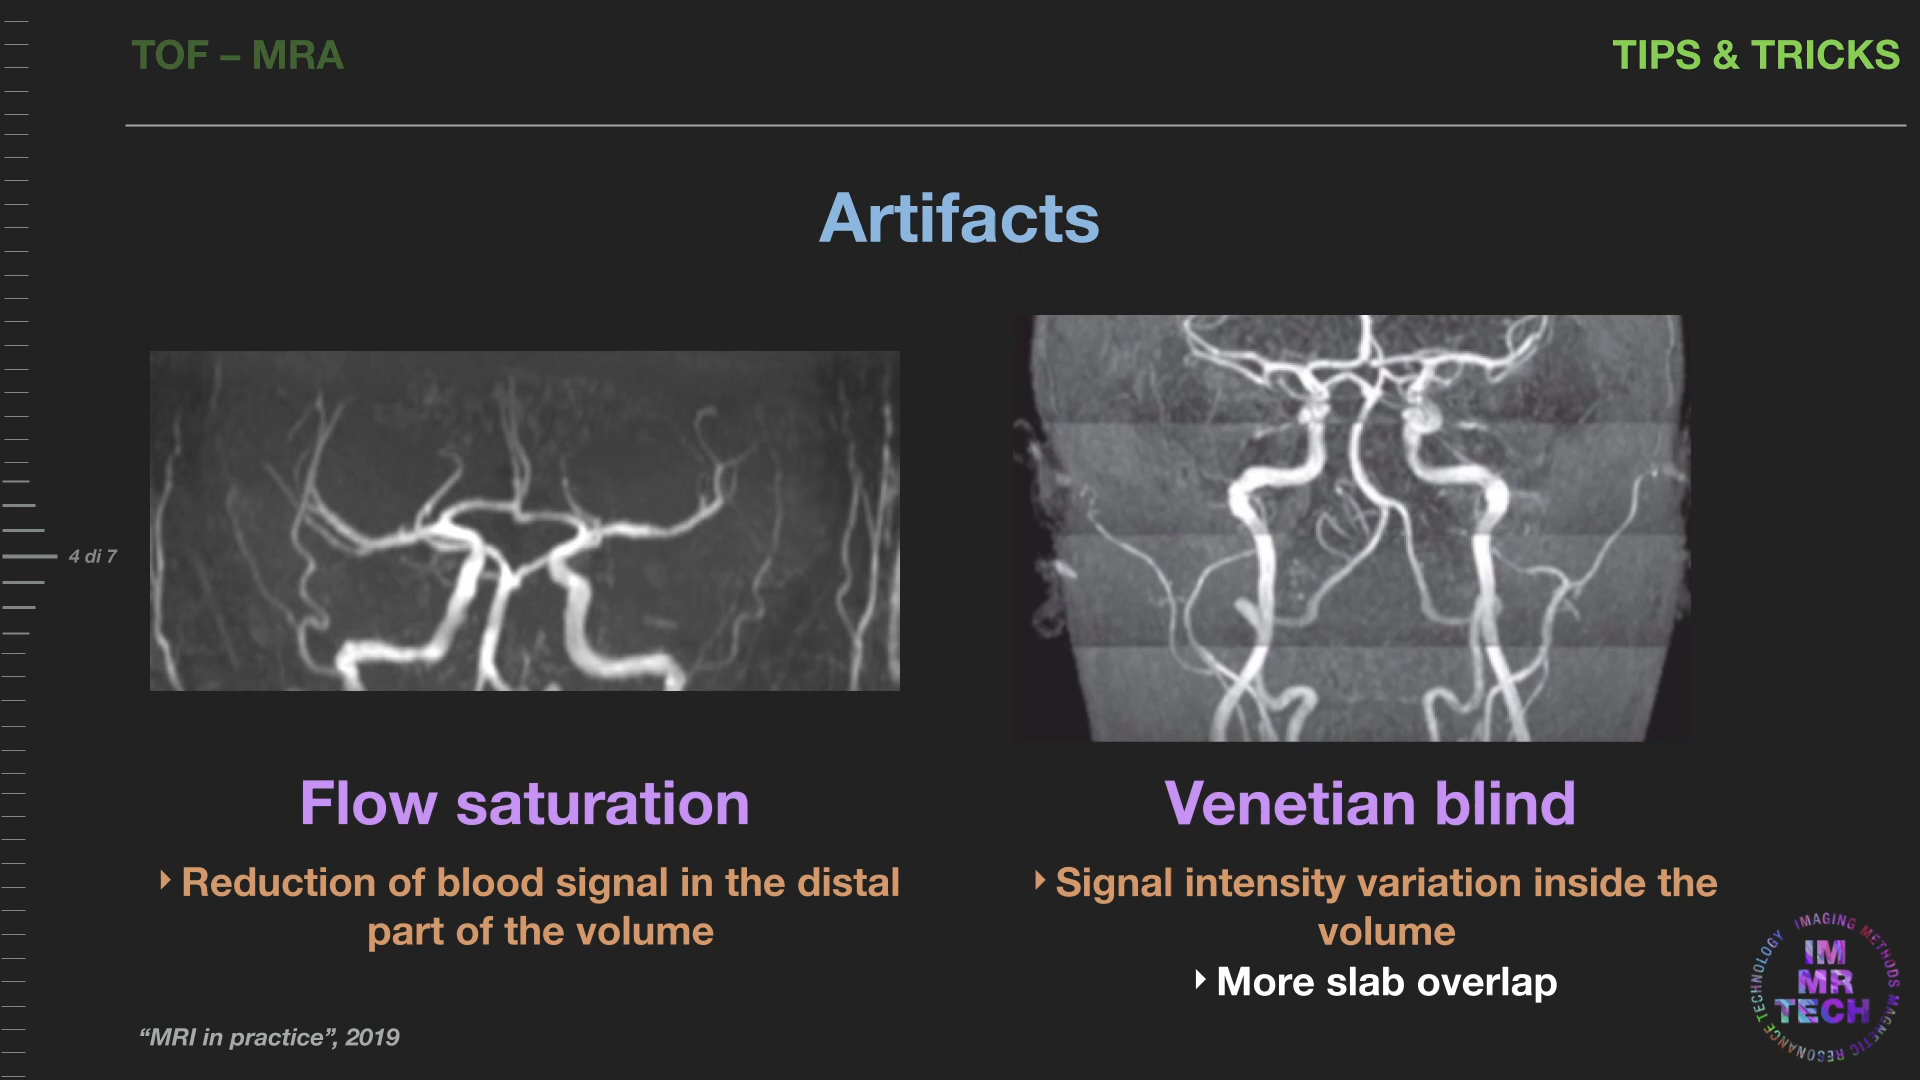 TOF – MRA
TIPS & TRICKS
Artifacts
4 di 7
Flow saturation
Venetian blind
‣ Reduction of blood signal in the distal
part of the volume
‣ Signal intensity variation inside the
volume
‣ More slab overlap
“MRI in practice”, 2019
IMAGING METHODS MAGNETIC RESONANCE TECHNOLOGY
IM
MR
TECH